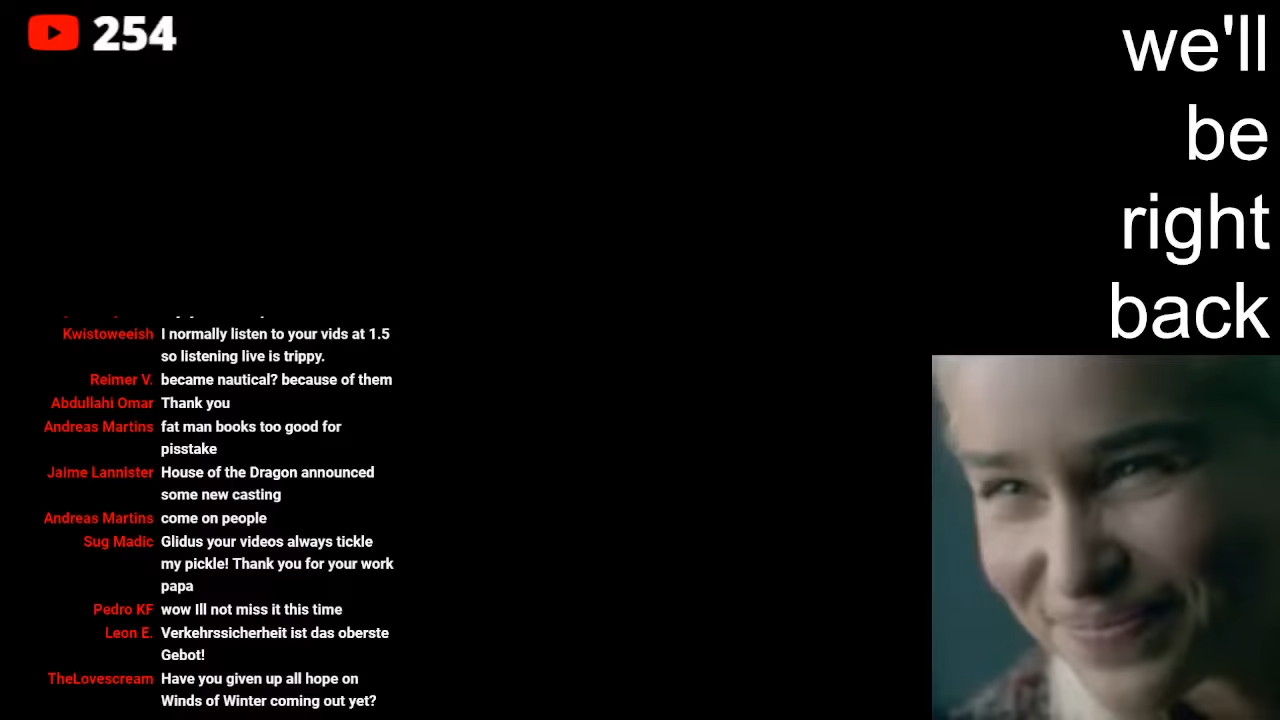 254
we'll
be
right
back
Kwistoweeish I normally listen to your vids at 1.5
so listening live is trippy.
Reimer V. became nautical? because of them
Abdullahi Omar Thank you
Andreas Martins fat man books too good for
pisstake
Jaime Lannister House of the Dragon announced
some new casting
Andreas Martins come on people
Sug Madic Glidus your videos always tickle
my pickle! Thank you for your work
papa
Pedro KF wow Ill not miss it this time
Leon E. Verkehrssicherheit ist das oberste
Gebot!
TheLovescream Have you given up all hope on
Winds of Winter coming out yet?